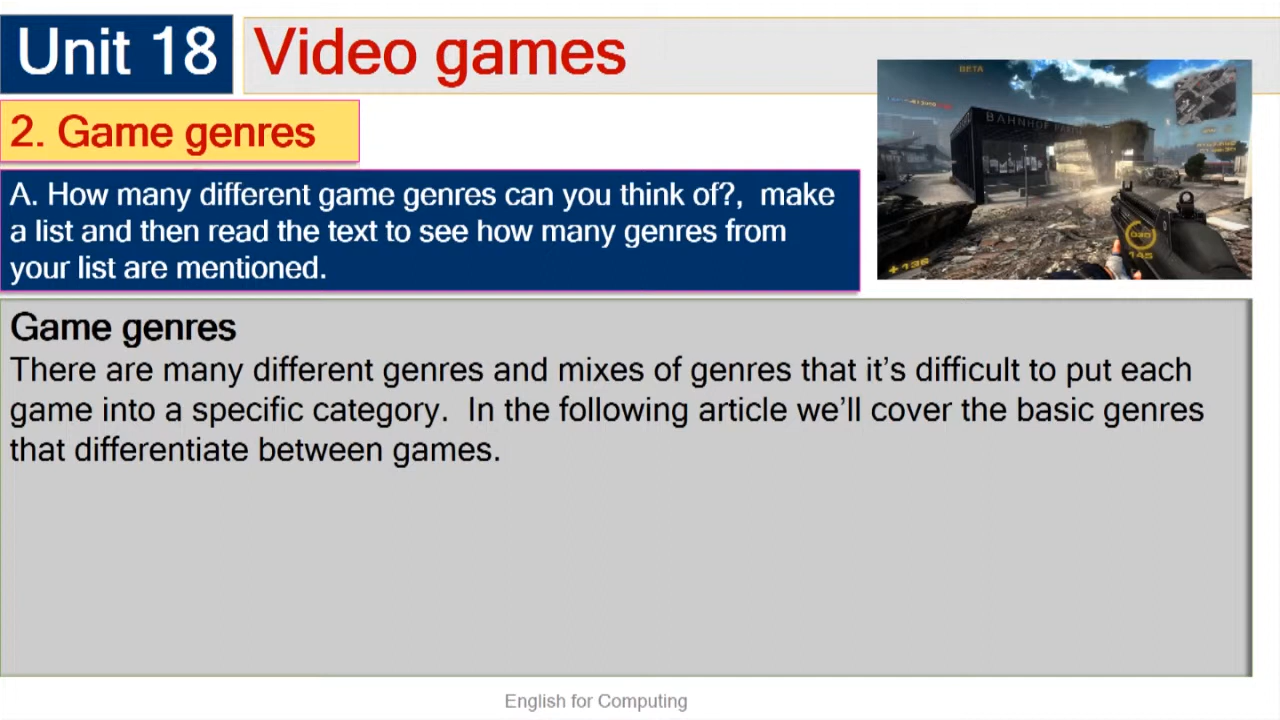 Unit 18
Video games
2. Game genres
BETA
BAHNHOF
A. How many different game genres can you think of?, make
a list and then read the text to see how many genres from
your list are mentioned.
145
Game genres
There are many different genres and mixes of genres that it's difficult to put each
game into a specific category. In the following article we'll cover the basic genres
that differentiate between games.
English for Computing